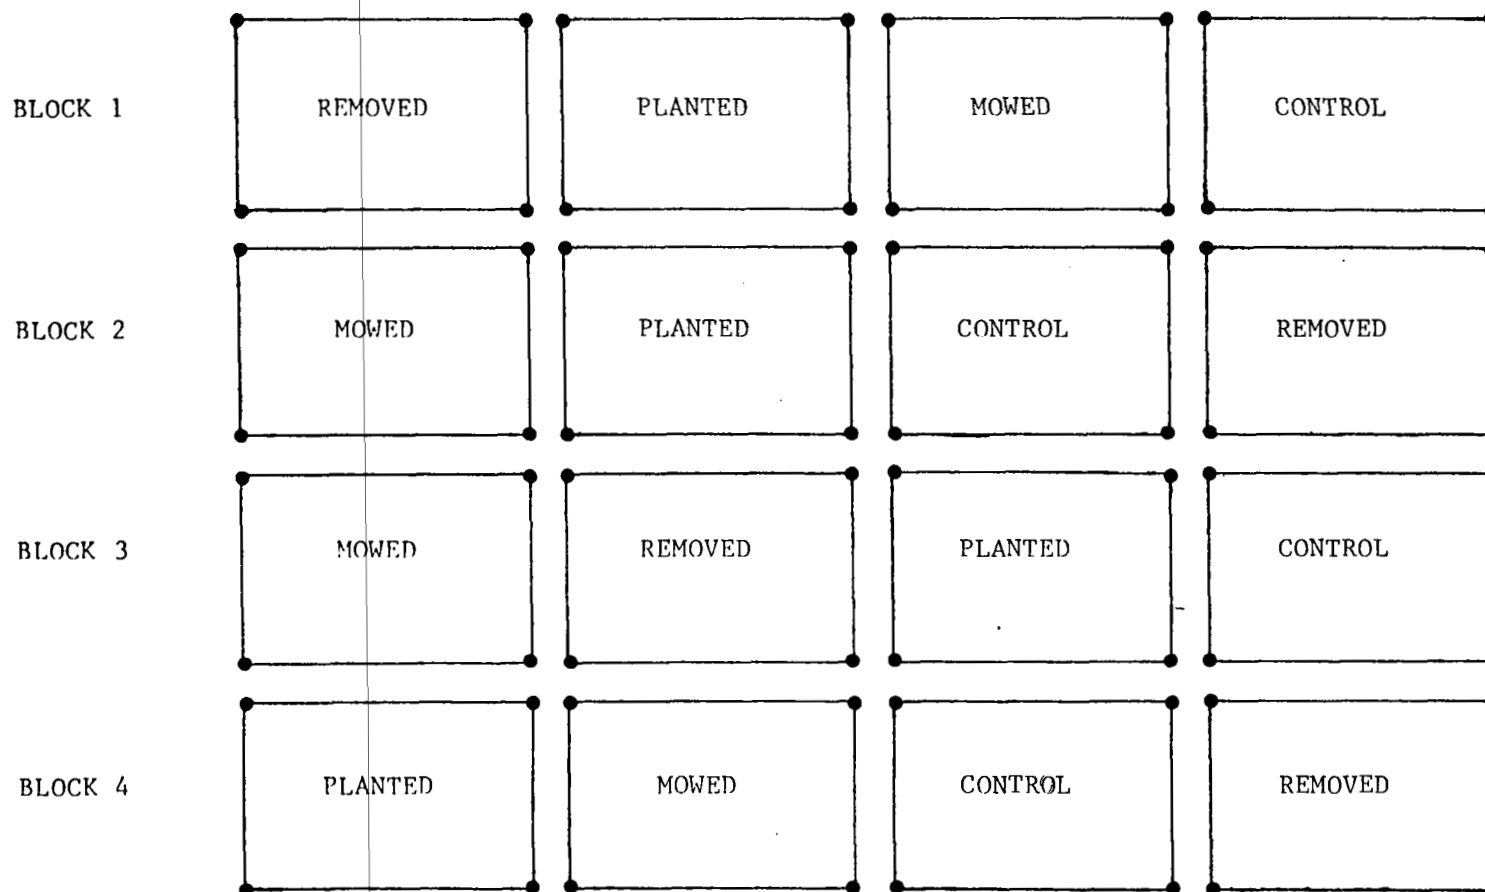 BLOCK 1 REMOVED PLANTED MOWED CONTROL
BLOCK 2 MOWED PLANTED CONTROL REMOVED
BLOCK 3 MOWED REMOVED PLANTED CONTROL
BLOCK 4 PLANTED MOWED CONTROL REMOVED